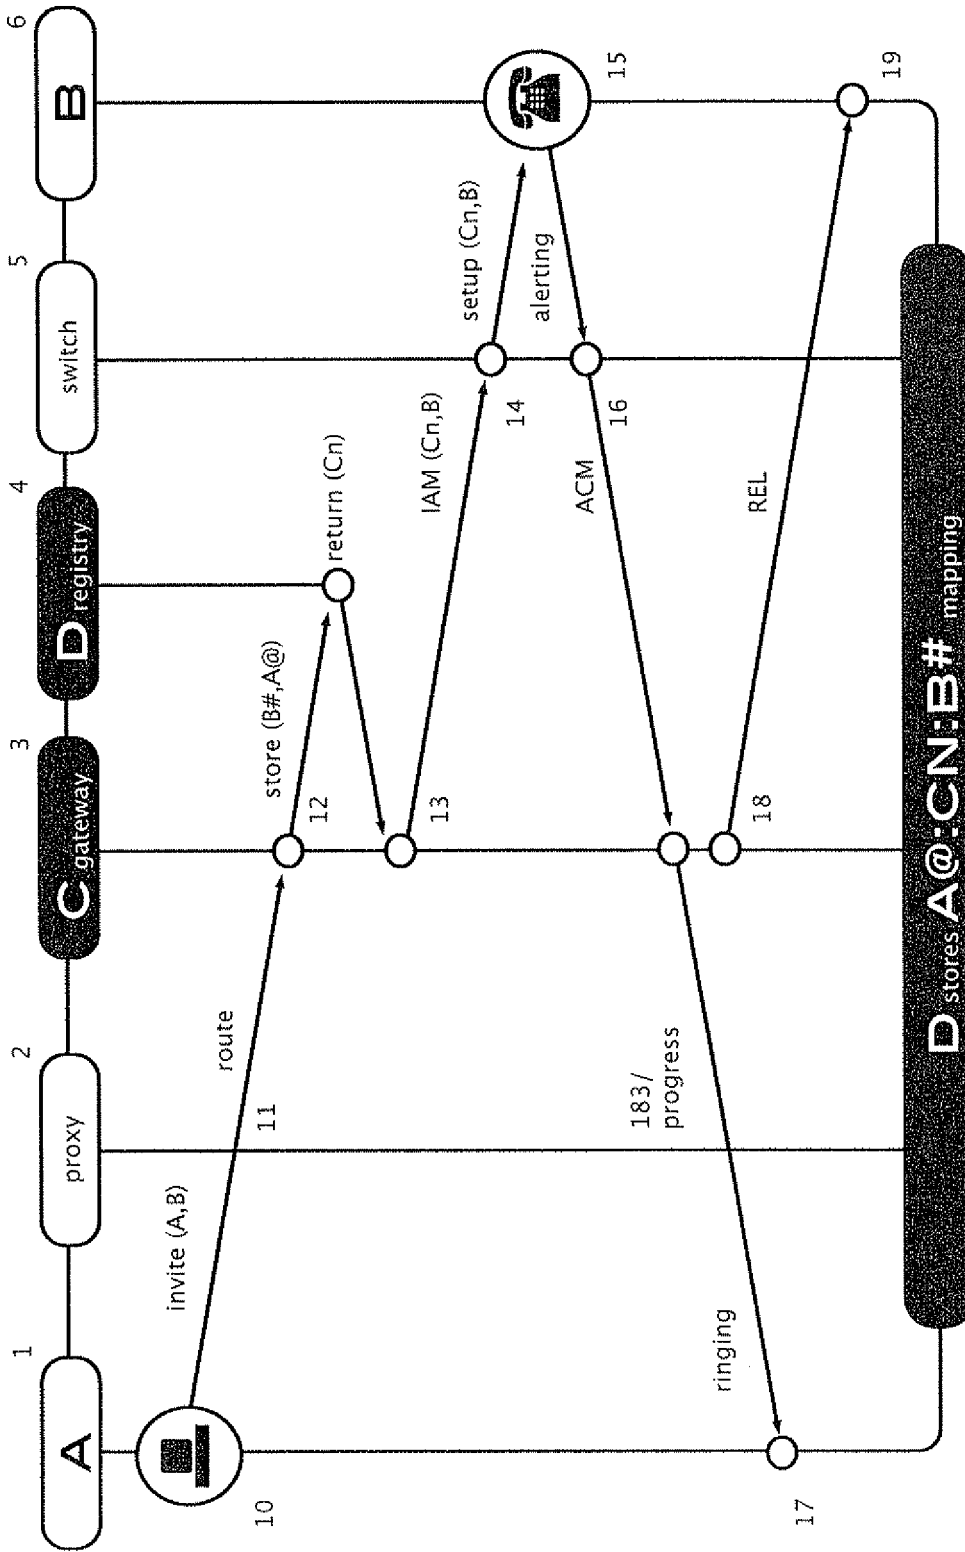 1
2
3
4
5
6
A
proxy
C gateway
D registry
switch
B
10
invite (A,B)
11
route
12
store (B#,A@)
return (Cn)
13
IAM (Cn,B)
14
setup (Cn,B)
15
alerting
16
ACM
183/
progress
ringing
17
18
REL
19
D stores A@:CN:B# mapping